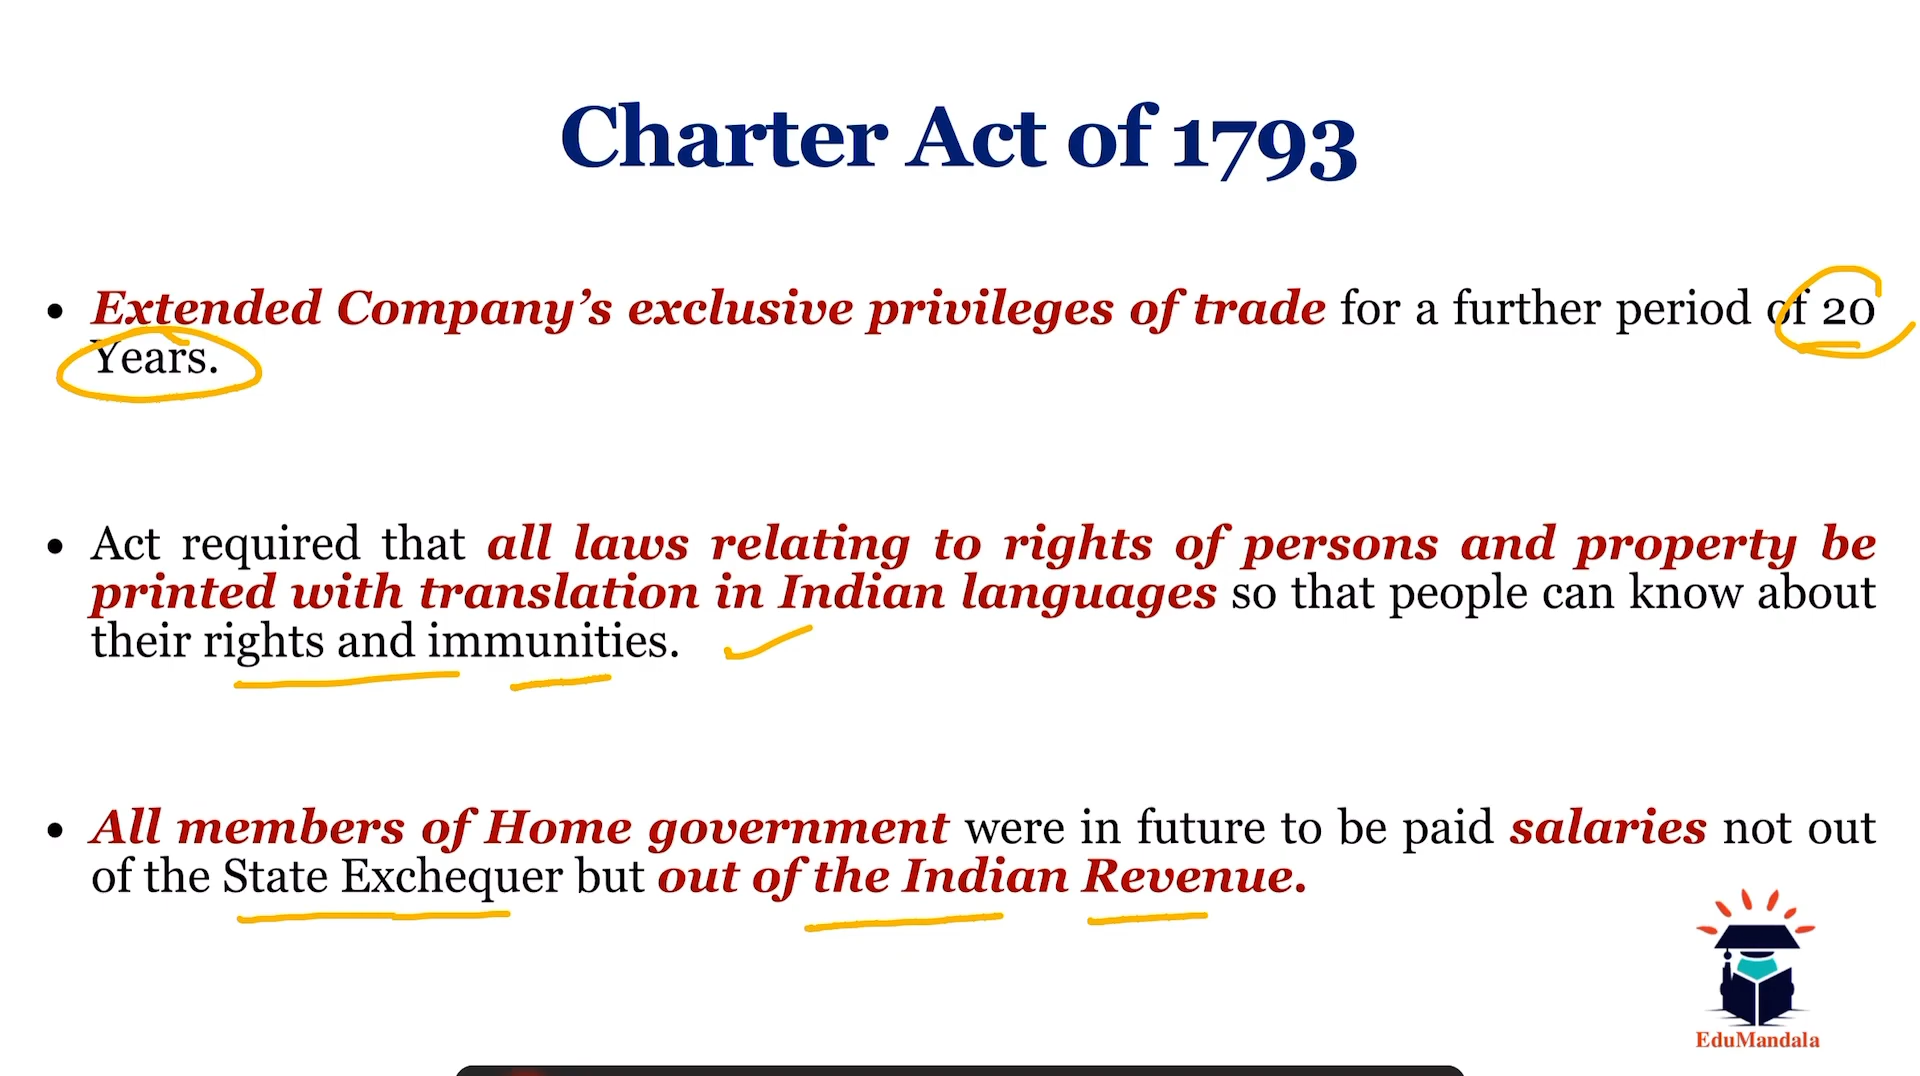 Charter Act of 1793
• Extended Company’s exclusive privileges of trade for a further period of 20
Years.
• Act required that all laws relating to rights of persons and property be
printed with translation in Indian languages so that people can know about
their rights and immunities.
• All members of Home government were in future to be paid salaries not out
of the State Exchequer but out of the Indian Revenue.
EduMandala